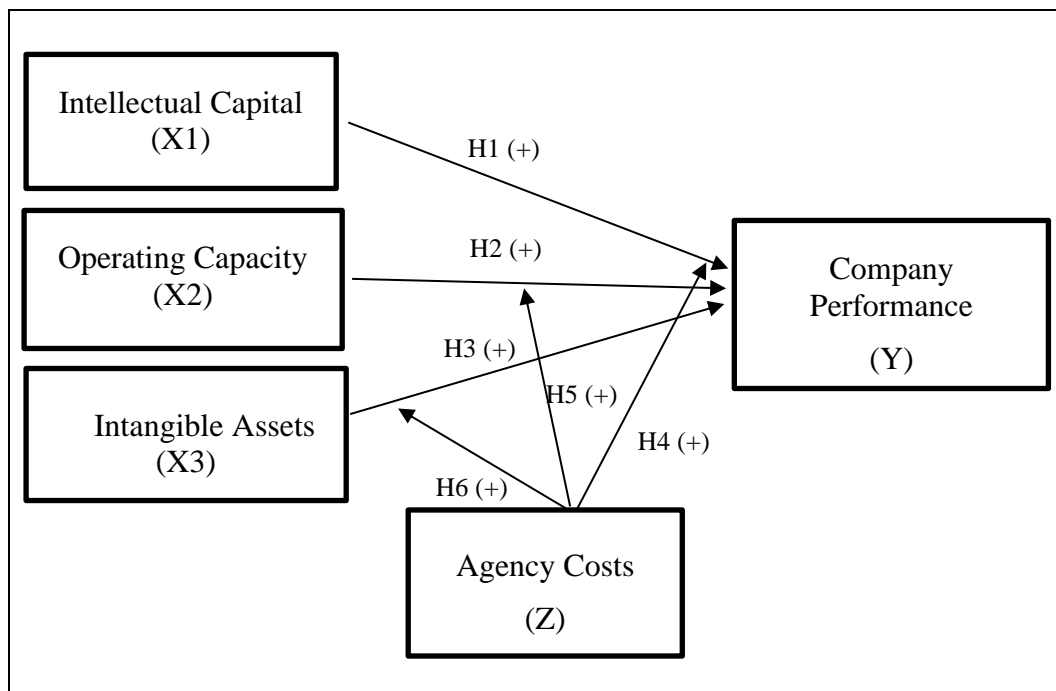 Intellectual Capital
(X1)
H1 (+)
Operating Capacity
(X2)
H2 (+)
Company
Performance
(Y)
H3 (+)
Intangible Assets
(X3)
H5 (+)
H4 (+)
H6 (+)
Agency Costs
(Z)